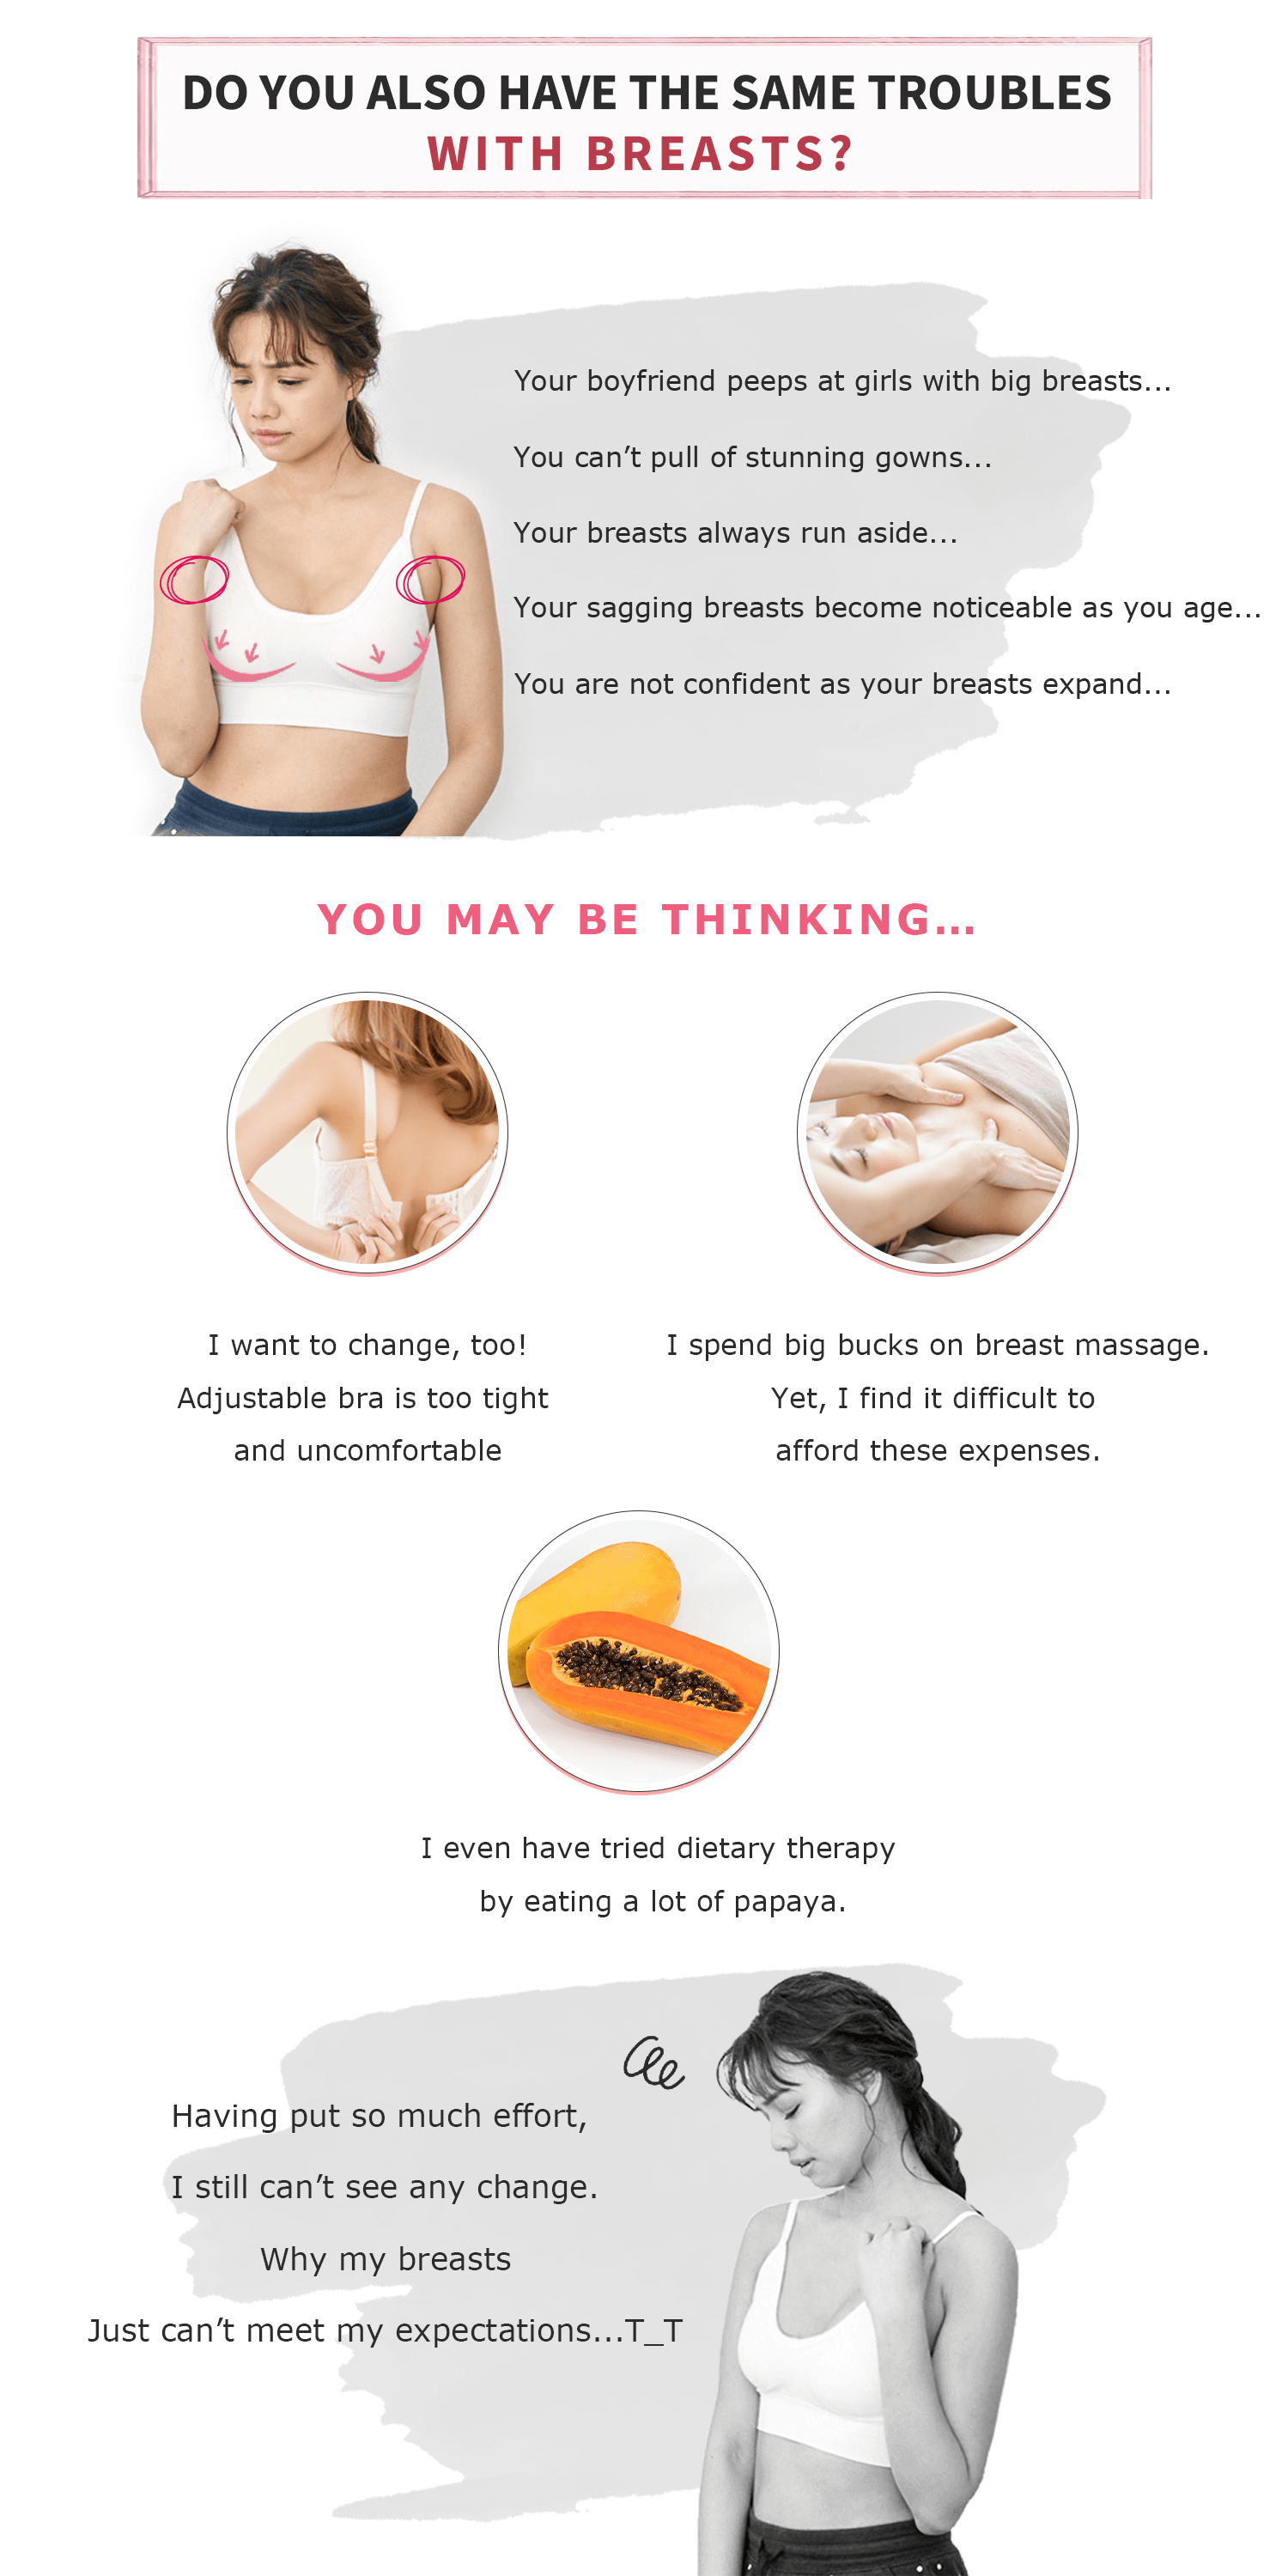 DO YOU ALSO HAVE THE SAME TROUBLES
WITH BREASTS?
Your boyfriend peeps at girls with big breasts...
You can’t pull of stunning gowns...
Your breasts always run aside...
Your sagging breasts become noticeable as you age...
You are not confident as your breasts expand...
YOU MAY BE THINKING...
I want to change, too!
Adjustable bra is too tight
and uncomfortable
I spend big bucks on breast massage.
Yet, I find it difficult to
afford these expenses.
I even have tried dietary therapy
by eating a lot of papaya.
Having put so much effort,
I still can’t see any change.
Why my breasts
Just can’t meet my expectations...T_T